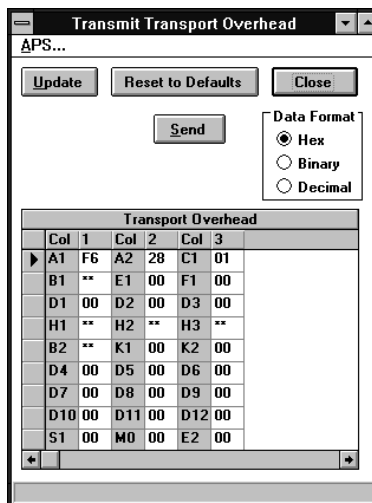 Transmit Transport Overhead
APS...
Update Reset to Defaults Close
Send
Data Format
Hex
Binary
Decimal
Transport Overhead
Col 1 Col 2 Col 3
A1 F6 A2 28 C1 01
B1 ** E1 00 F1 00
D1 00 D2 00 D3 00
H1 ** H2 ** H3 **
B2 ** K1 00 K2 00
D4 00 D5 00 D6 00
D7 00 D8 00 D9 00
D10 00 D11 00 D12 00
S1 00 M0 00 E2 00